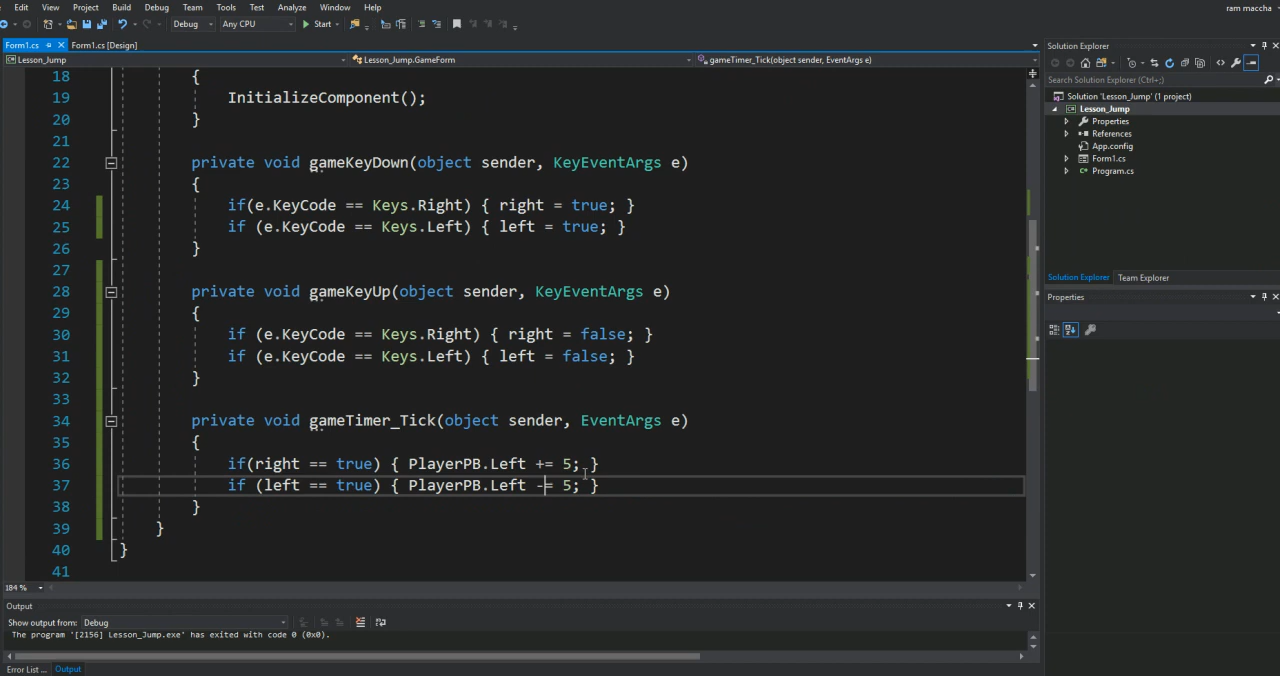 Edit View Project Build Debug Team Tools Test Analyze Window Help ram maccha
Debug Any CPU Start
Form1.cs Form1.cs [Design] Solution Explorer
Lesson_Jump Lesson_Jump.GameForm gameTimer_Tick(object sender, EventArgs e)
Search Solution Explorer (Ctrl+;)
Solution 'Lesson_Jump' (1 project)
Lesson_Jump
Properties
References
App.config
Form1.cs
Program.cs
Solution Explorer Team Explorer
Properties
18 {
19 InitializeComponent();
20 }
21
22 private void gameKeyDown(object sender, KeyEventArgs e)
23 {
24 if(e.KeyCode == Keys.Right) { right = true; }
25 if (e.KeyCode == Keys.Left) { left = true; }
26 }
27
28 private void gameKeyUp(object sender, KeyEventArgs e)
29 {
30 if (e.KeyCode == Keys.Right) { right = false; }
31 if (e.KeyCode == Keys.Left) { left = false; }
32 }
33
34 private void gameTimer_Tick(object sender, EventArgs e)
35 {
36 if(right == true) { PlayerPB.Left += 5; }
37 if (left == true) { PlayerPB.Left -= 5; }
38 }
39 }
40 }
41
184 %
Output
Show output from: Debug
The program '[2156] Lesson_Jump.exe' has exited with code 0 (0x0).
Error List ... Output